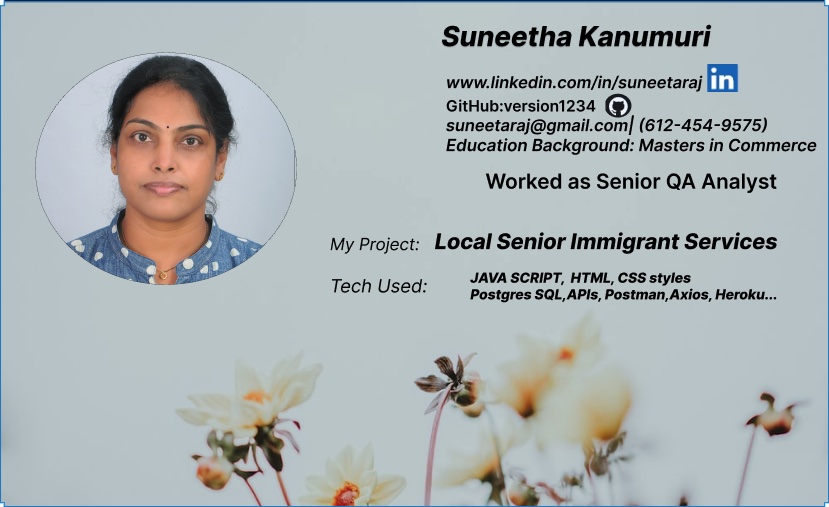 Suneetha Kanumuri
www.linkedin.com/in/suneetaraj in
GitHub:version1234
suneetaraj@gmail.com| (612-454-9575)
Education Background: Masters in Commerce
Worked as Senior QA Analyst
My Project: Local Senior Immigrant Services
Tech Used: JAVA SCRIPT, HTML, CSS styles
Postgres SQL,APIs, Postman,Axios, Heroku...